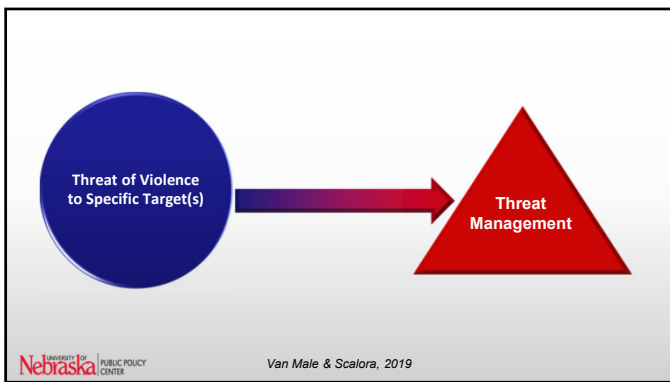 Threat of Violence
to Specific Target(s)
Threat
Management
UNIVERSITY OF
Nebraska
PUBLIC POLICY
CENTER
Van Male & Scalora, 2019